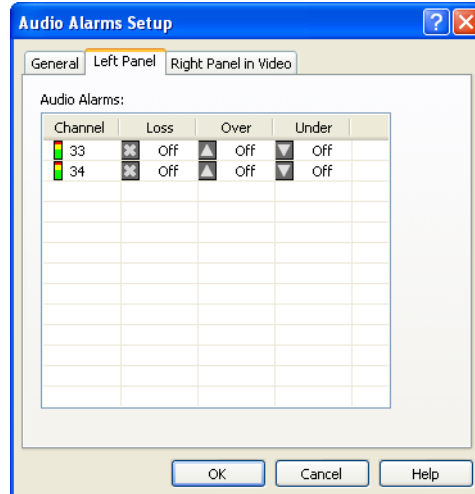 Audio Alarms Setup
General Left Panel Right Panel in Video
Audio Alarms:
Channel Loss Over Under
33 Off Off Off
34 Off Off Off
OK Cancel Help